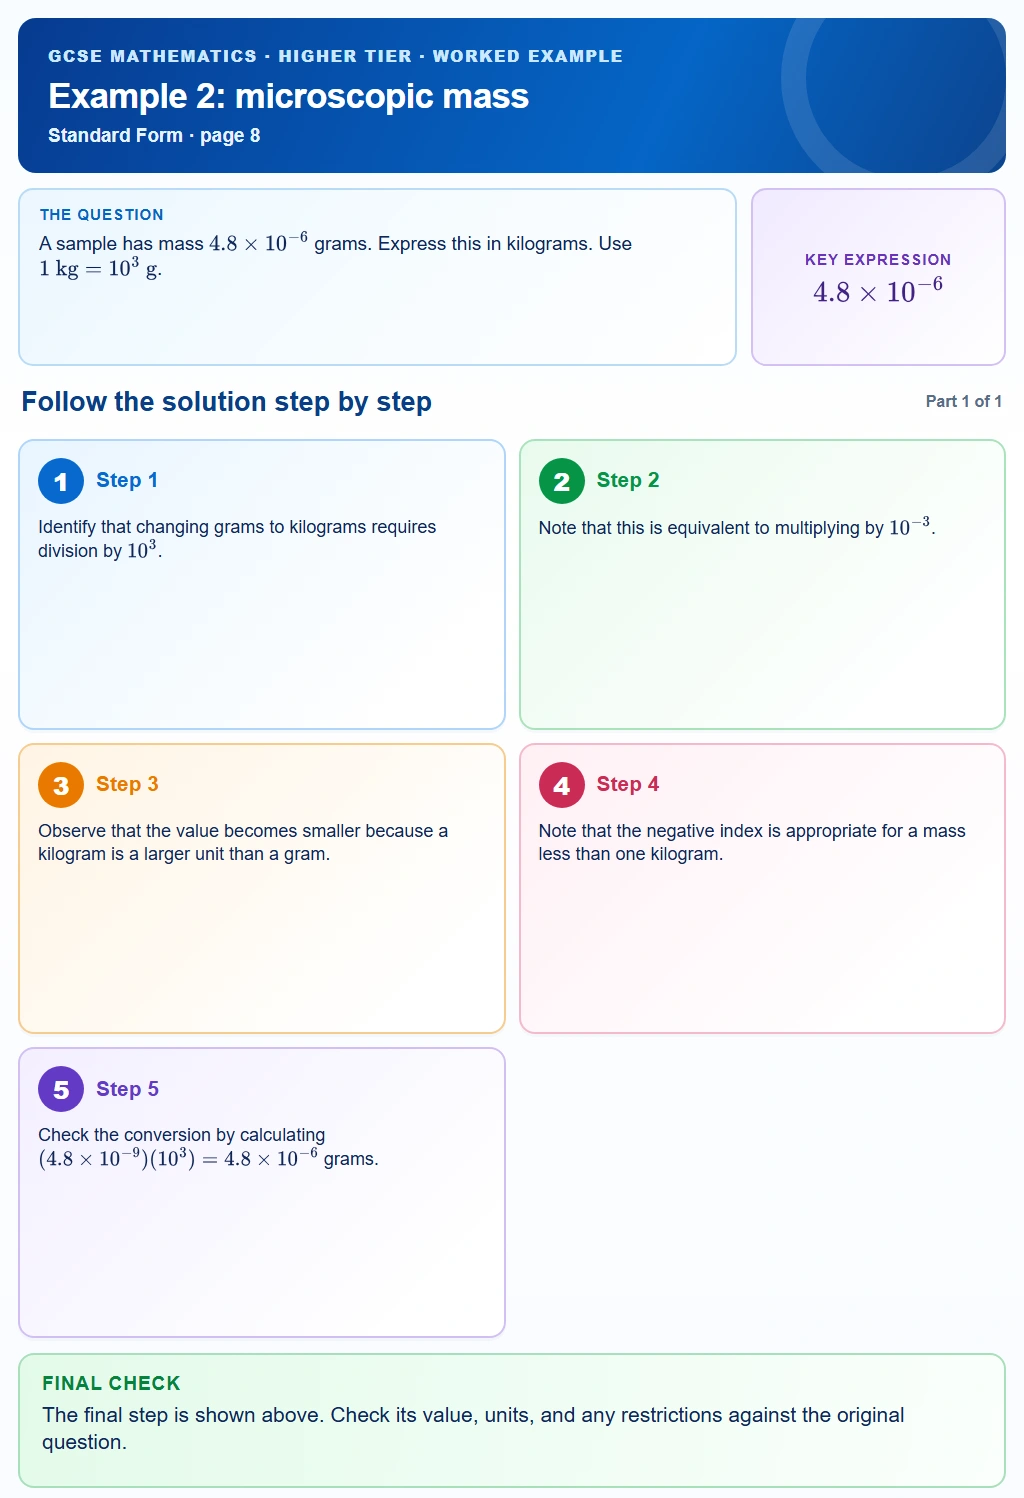 GCSE MATHEMATICS · HIGHER TIER · WORKED EXAMPLE
Example 2: microscopic mass
Standard Form · page 8
THE QUESTION
A sample has mass 4.8 × 10⁻⁶ grams. Express this in kilograms. Use
1 kg = 10³ g.
KEY EXPRESSION
4.8 × 10⁻⁶
Follow the solution step by step
Part 1 of 1
1 Step 1
Identify that changing grams to kilograms requires
division by 10³.
2 Step 2
Note that this is equivalent to multiplying by 10⁻³.
3 Step 3
Observe that the value becomes smaller because a
kilogram is a larger unit than a gram.
4 Step 4
Note that the negative index is appropriate for a mass
less than one kilogram.
5 Step 5
Check the conversion by calculating
(4.8 × 10⁻⁹)(10³) = 4.8 × 10⁻⁶ grams.
FINAL CHECK
The final step is shown above. Check its value, units, and any restrictions against the original
question.